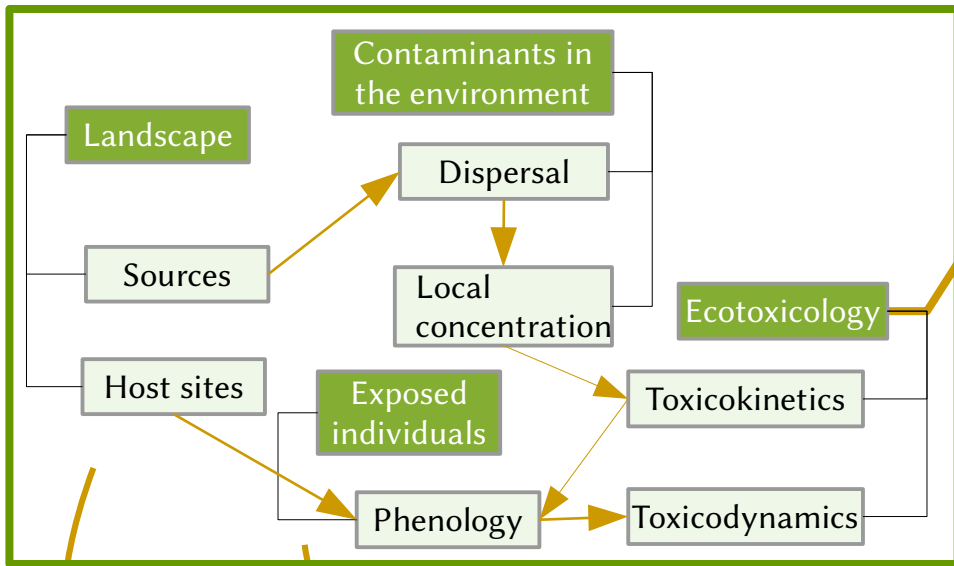 Contaminants in
the environment
Landscape
Dispersal
Sources
Local
concentration
Ecotoxicology
Host sites
Exposed
individuals
Toxicokinetics
Phenology
Toxicodynamics